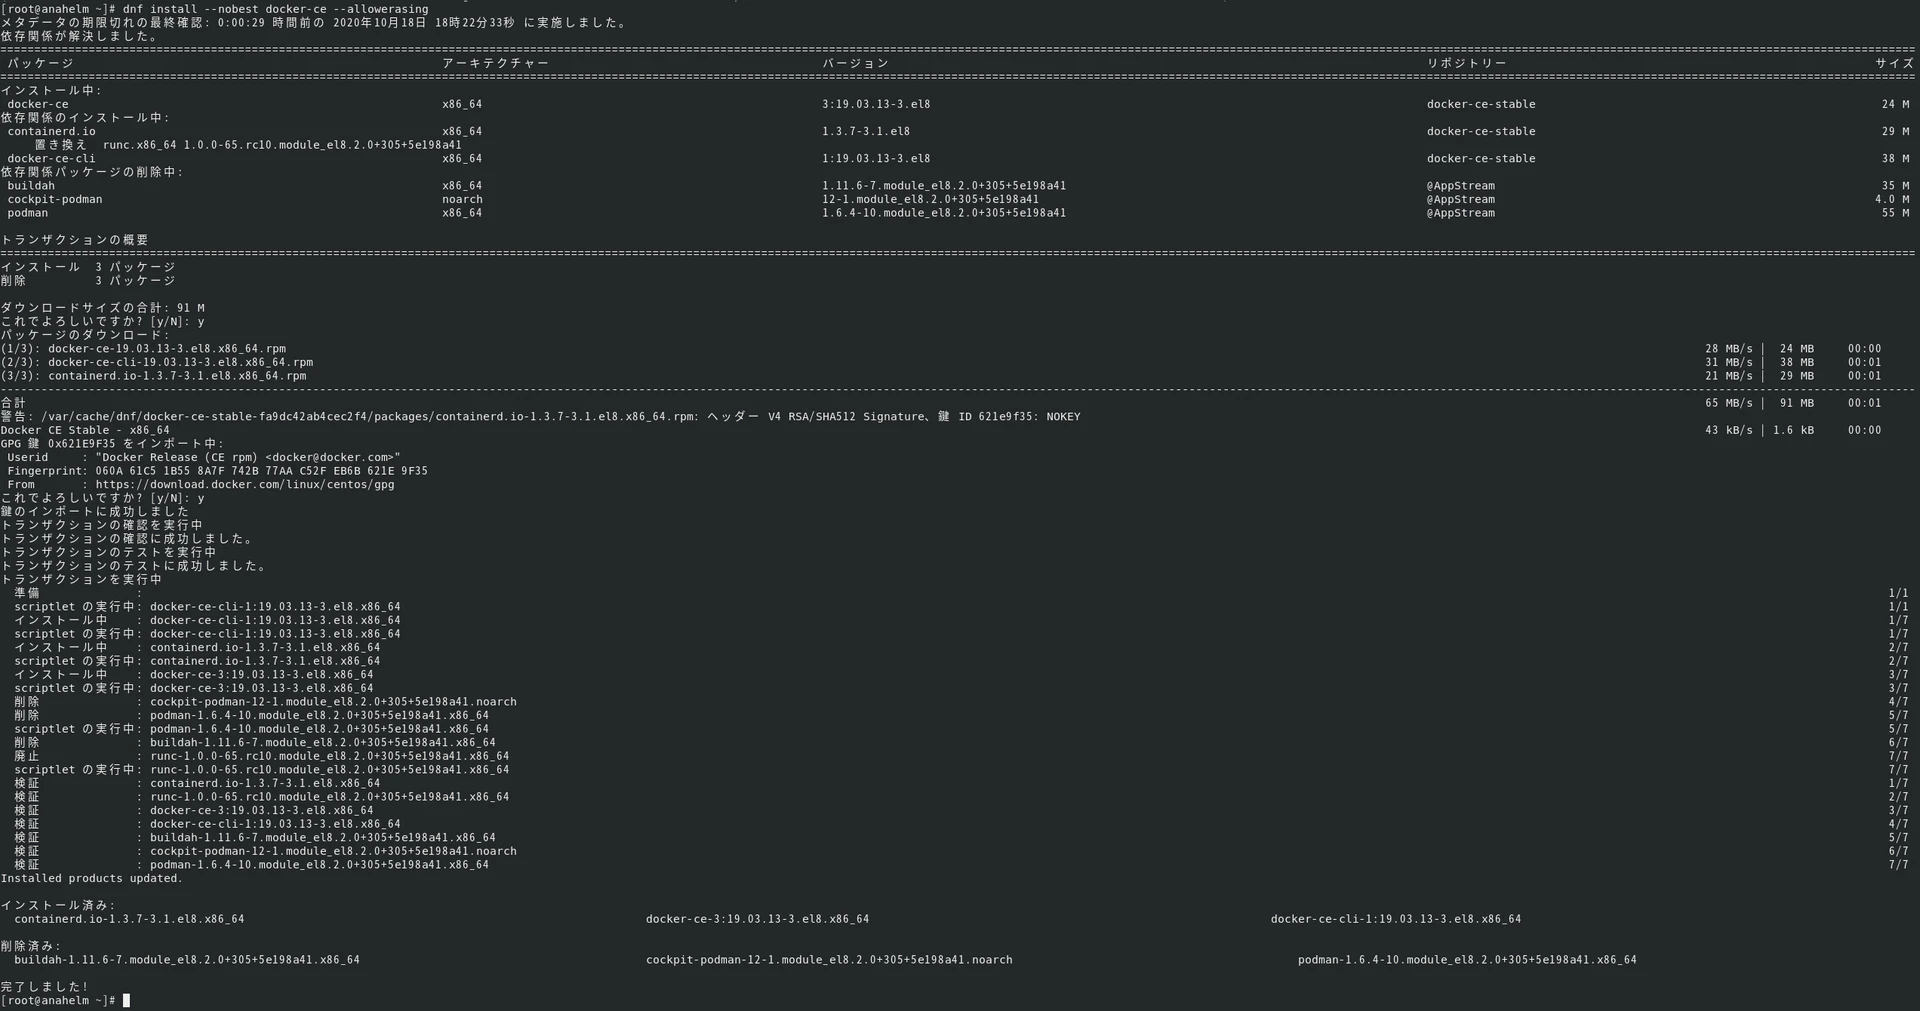 [root@anahelm ~]# dnf install --nobest docker-ce --allowerasing
メタデータの期限切れの最終確認: 0:00:29 時間前の 2020年10月18日 18時22分33秒 に実施しました。
依存関係が解決しました。
パッケージ アーキテクチャー バージョン リポジトリー サイズ
インストール中:
docker-ce x86_64 3:19.03.13-3.el8 docker-ce-stable 24 M
依存関係のインストール中:
containerd.io x86_64 1.3.7-3.1.el8 docker-ce-stable 29 M
置き換え runc.x86_64 1.0.0-65.rc10.module_el8.2.0+305+5e198a41
docker-ce-cli x86_64 1:19.03.13-3.el8 docker-ce-stable 38 M
依存関係パッケージの削除中:
buildah x86_64 1.11.6-7.module_el8.2.0+305+5e198a41 @AppStream 35 M
cockpit-podman noarch 12-1.module_el8.2.0+305+5e198a41 @AppStream 4.0 M
podman x86_64 1.6.4-10.module_el8.2.0+305+5e198a41 @AppStream 55 M
トランザクションの概要
インストール 3 パッケージ
削除 3 パッケージ
ダウンロードサイズの合計: 91 M
これでよろしいですか? [y/N]: y
パッケージのダウンロード:
(1/3): docker-ce-19.03.13-3.el8.x86_64.rpm 28 MB/s | 24 MB 00:00
(2/3): docker-ce-cli-19.03.13-3.el8.x86_64.rpm 31 MB/s | 38 MB 00:01
(3/3): containerd.io-1.3.7-3.1.el8.x86_64.rpm 21 MB/s | 29 MB 00:01
合計 65 MB/s | 91 MB 00:01
警告: /var/cache/dnf/docker-ce-stable-fa9dc42ab4cec2f4/packages/containerd.io-1.3.7-3.1.el8.x86_64.rpm: ヘッダー V4 RSA/SHA512 Signature、鍵 ID 621e9f35: NOKEY
Docker CE Stable - x86_64 43 kB/s | 1.6 kB 00:00
GPG 鍵 0x621E9F35 をインポート中:
Userid : "Docker Release (CE rpm) <docker@docker.com>"
Fingerprint: 060A 61C5 1B55 8A7F 742B 77AA C52F EB6B 621E 9F35
From : https://download.docker.com/linux/centos/gpg
これでよろしいですか? [y/N]: y
鍵のインポートに成功しました
トランザクションの確認を実行中
トランザクションの確認に成功しました。
トランザクションのテストを実行中
トランザクションのテストに成功しました。
トランザクションを実行中
準備 : 1/1
scriptlet の実行中: docker-ce-cli-1:19.03.13-3.el8.x86_64 1/1
インストール中 : docker-ce-cli-1:19.03.13-3.el8.x86_64 1/7
scriptlet の実行中: docker-ce-cli-1:19.03.13-3.el8.x86_64 1/7
インストール中 : containerd.io-1.3.7-3.1.el8.x86_64 2/7
scriptlet の実行中: containerd.io-1.3.7-3.1.el8.x86_64 2/7
インストール中 : docker-ce-3:19.03.13-3.el8.x86_64 3/7
scriptlet の実行中: docker-ce-3:19.03.13-3.el8.x86_64 3/7
削除 : cockpit-podman-12-1.module_el8.2.0+305+5e198a41.noarch 4/7
削除 : podman-1.6.4-10.module_el8.2.0+305+5e198a41.x86_64 5/7
scriptlet の実行中: podman-1.6.4-10.module_el8.2.0+305+5e198a41.x86_64 5/7
削除 : buildah-1.11.6-7.module_el8.2.0+305+5e198a41.x86_64 6/7
廃止 : runc-1.0.0-65.rc10.module_el8.2.0+305+5e198a41.x86_64 7/7
scriptlet の実行中: runc-1.0.0-65.rc10.module_el8.2.0+305+5e198a41.x86_64 7/7
検証 : containerd.io-1.3.7-3.1.el8.x86_64 1/7
検証 : runc-1.0.0-65.rc10.module_el8.2.0+305+5e198a41.x86_64 2/7
検証 : docker-ce-3:19.03.13-3.el8.x86_64 3/7
検証 : docker-ce-cli-1:19.03.13-3.el8.x86_64 4/7
検証 : buildah-1.11.6-7.module_el8.2.0+305+5e198a41.x86_64 5/7
検証 : cockpit-podman-12-1.module_el8.2.0+305+5e198a41.noarch 6/7
検証 : podman-1.6.4-10.module_el8.2.0+305+5e198a41.x86_64 7/7
Installed products updated.
インストール済み:
containerd.io-1.3.7-3.1.el8.x86_64 docker-ce-3:19.03.13-3.el8.x86_64 docker-ce-cli-1:19.03.13-3.el8.x86_64
削除済み:
buildah-1.11.6-7.module_el8.2.0+305+5e198a41.x86_64 cockpit-podman-12-1.module_el8.2.0+305+5e198a41.noarch podman-1.6.4-10.module_el8.2.0+305+5e198a41.x86_64
完了しました!
[root@anahelm ~]#